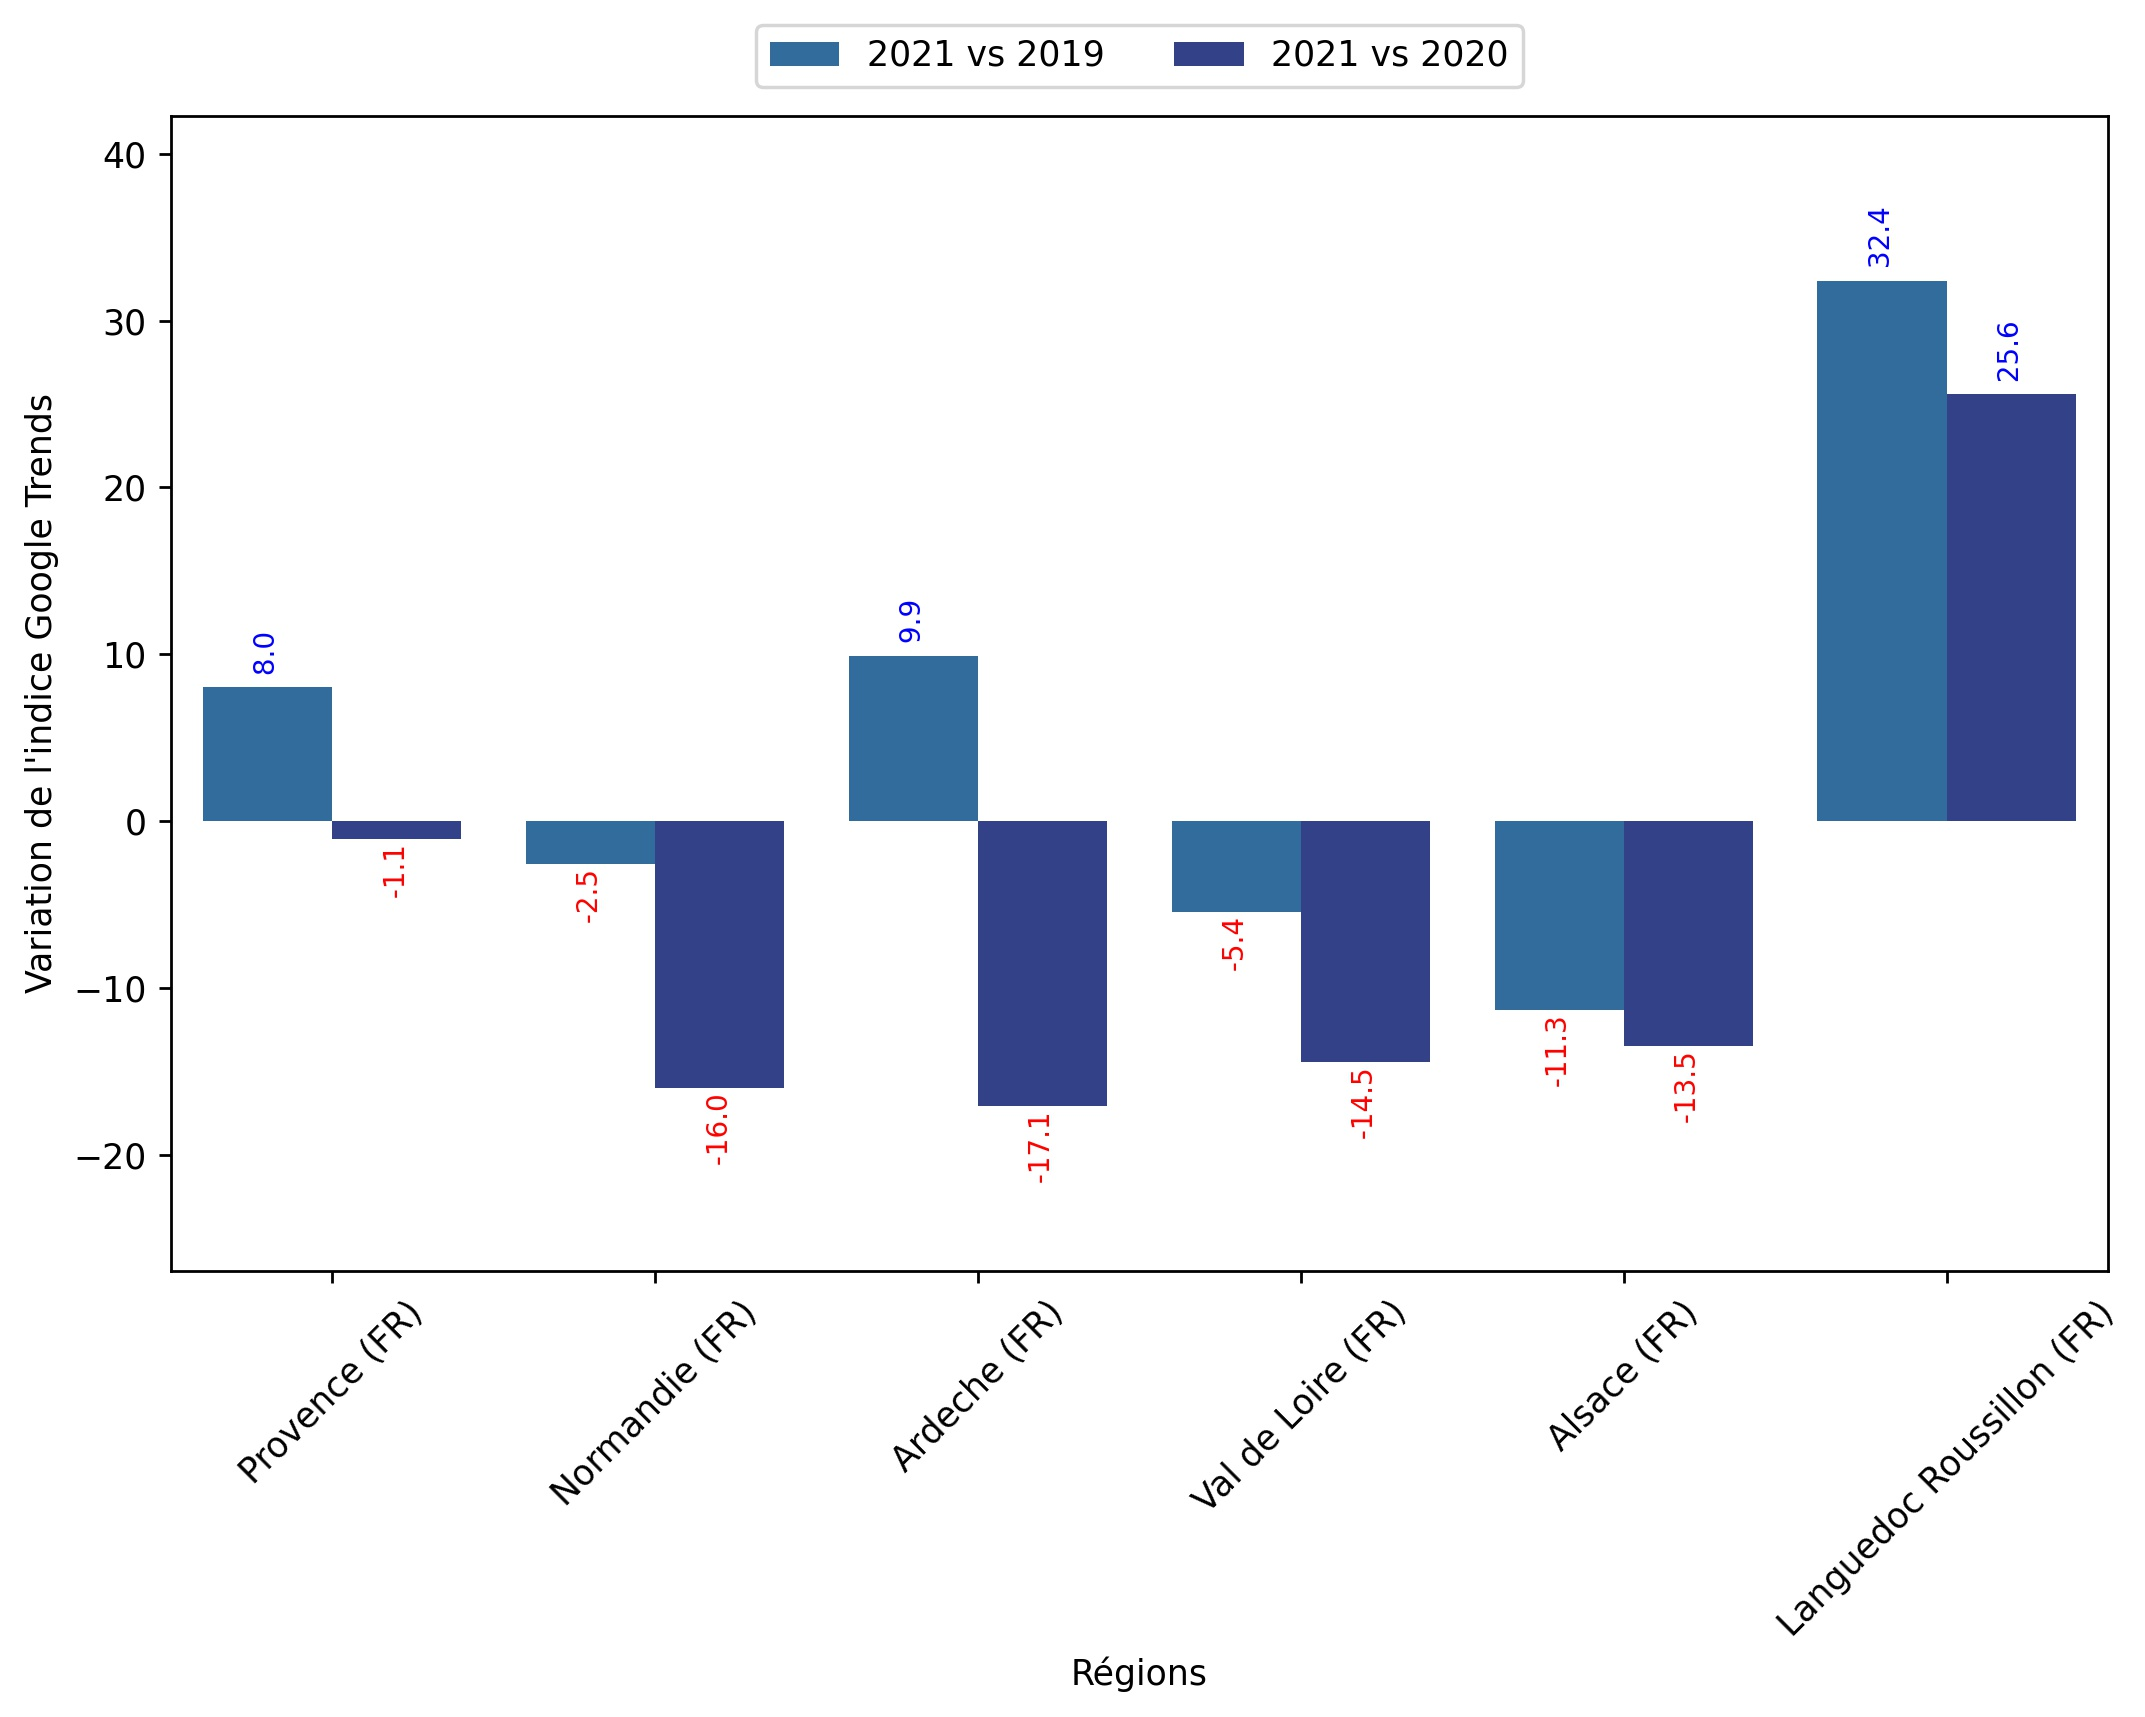 2021 vs 2019
2021 vs 2020
Variation de l'indice Google Trends
40
30
20
10
0
−10
−20
8.0
-1.1
-2.5
-16.0
9.9
-17.1
-5.4
-14.5
-11.3
-13.5
32.4
25.6
Provence (FR)
Normandie (FR)
Ardeche (FR)
Val de Loire (FR)
Alsace (FR)
Languedoc Roussillon (FR)
Régions